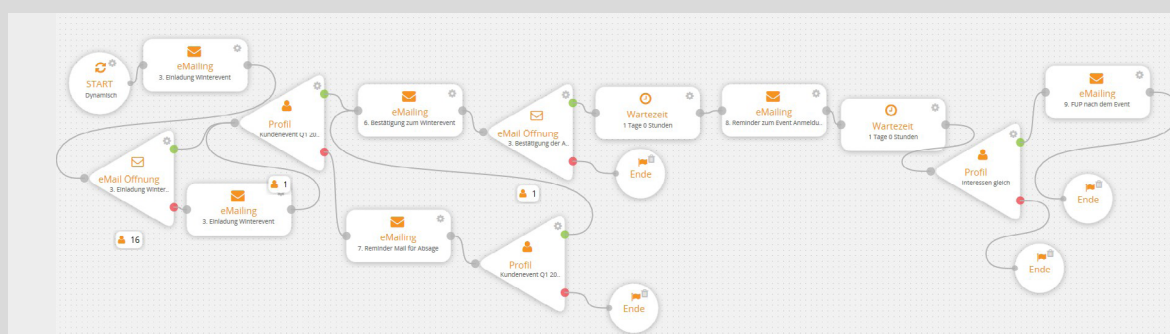 START
Dynamisch
eMailing
3. Einladung Winterevent
eMail Öffnung
3. Einladung Winter..
16
eMailing
3. Einladung Winterevent
1
Profil
Kundenevent Q1 20..
eMailing
6. Bestätigung zum Winterevent
eMailing
7. Reminder Mail für Absage
eMail Öffnung
3. Bestätigung der A..
1
Profil
Kundenevent Q1 20..
Wartezeit
1 Tage 0 Stunden
Ende
Ende
eMailing
8. Reminder zum Event Anmeldu..
Wartezeit
1 Tage 0 Stunden
Profil
Interessen gleich
eMailing
9. FUP nach dem Event
Ende
Ende